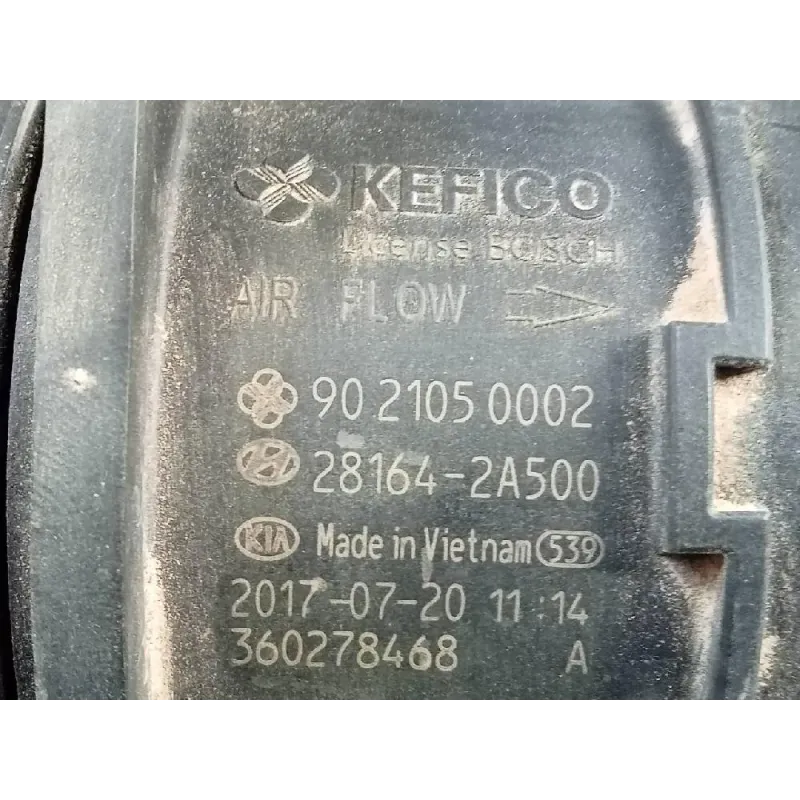 KEFICO
License BOSCH
AIR FLOW
90 2105 0002
28164-2A500
KIA Made in Vietnam 539
2017-07-20 11:14
360278468 A